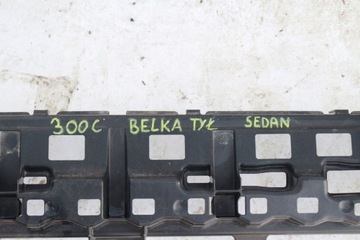 300C BELKA TYŁ SEDAN